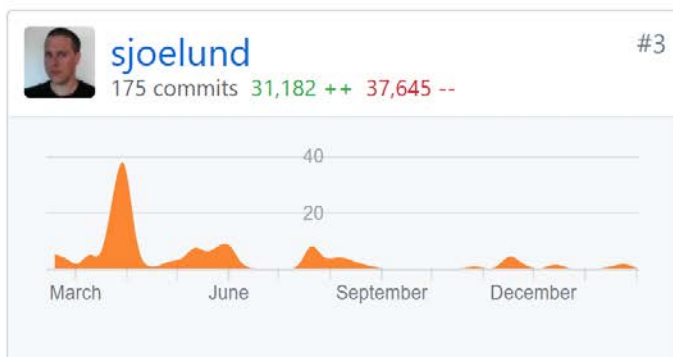 sjoelund #3
175 commits 31,182 ++ 37,645 --
40
20
March June September December